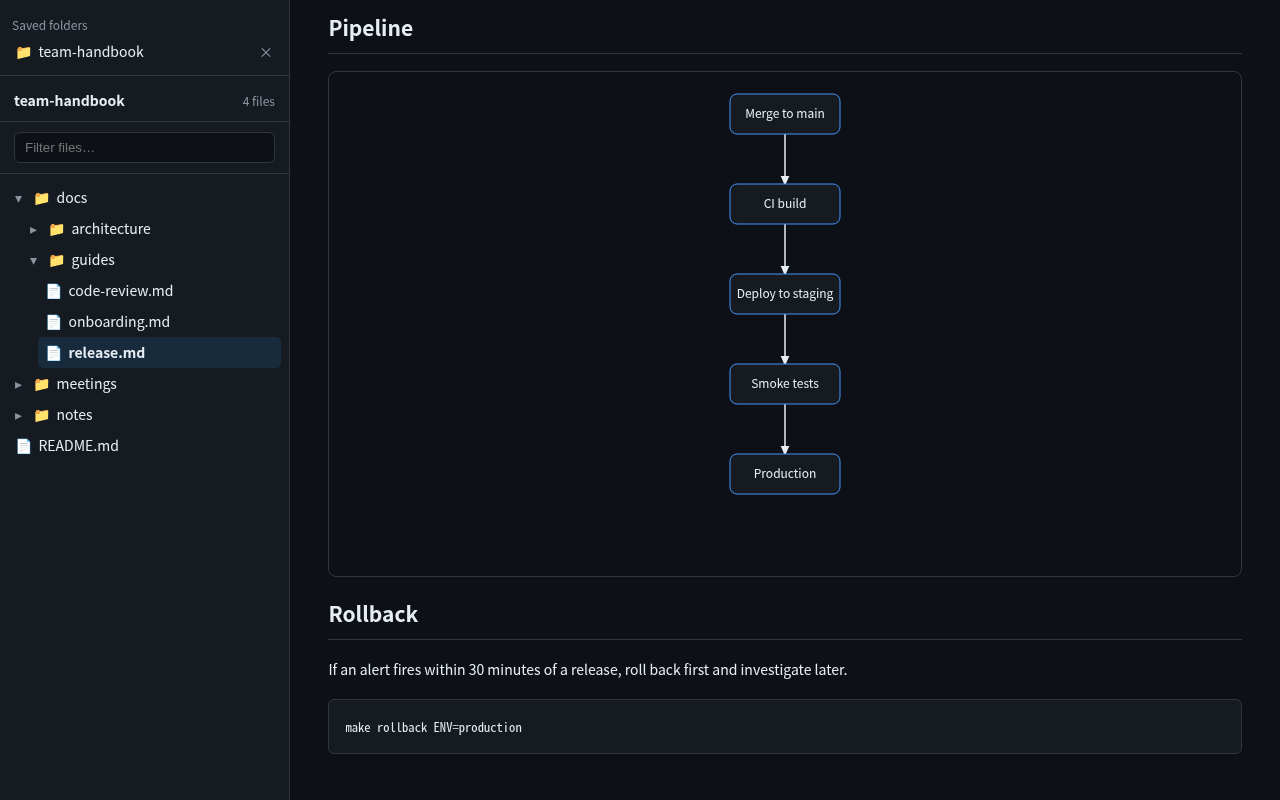 Saved folders
team-handbook
team-handbook
4 files
Filter files…
docs
architecture
guides
code-review.md
onboarding.md
release.md
meetings
notes
README.md
Pipeline
Merge to main
CI build
Deploy to staging
Smoke tests
Production
Rollback
If an alert fires within 30 minutes of a release, roll back first and investigate later.
make rollback ENV=production